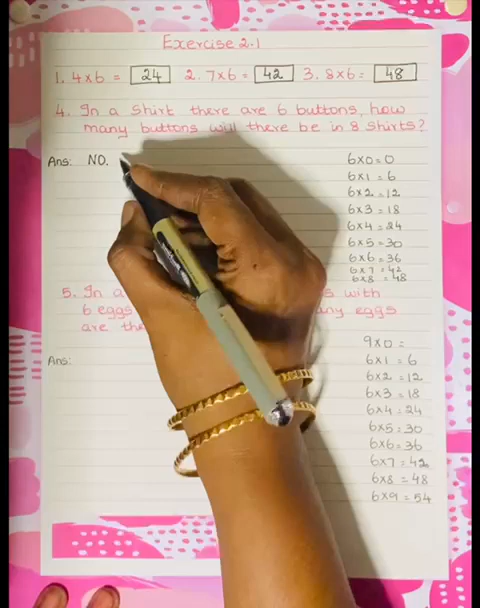 Exercise 2.1
1. 4×6 = 24 2. 7×6 = 42 3. 8×6 = 48
4. In a Shirt there are 6 buttons, how
many buttons will there be in 8 Shirts?
Ans: NO.
6×0=0
6×1=6
6×2=12
6×3=18
6×4=24
6×5=30
6×6=36
6×7=42
6×8=48
5. In a with
6 eggs any eggs
are the
Ans:
9×0=
6×1=6
6×2=12
6×3=18
6×4=24
6×5=30
6×6=36
6×7=42
6×8=48
6×9=54